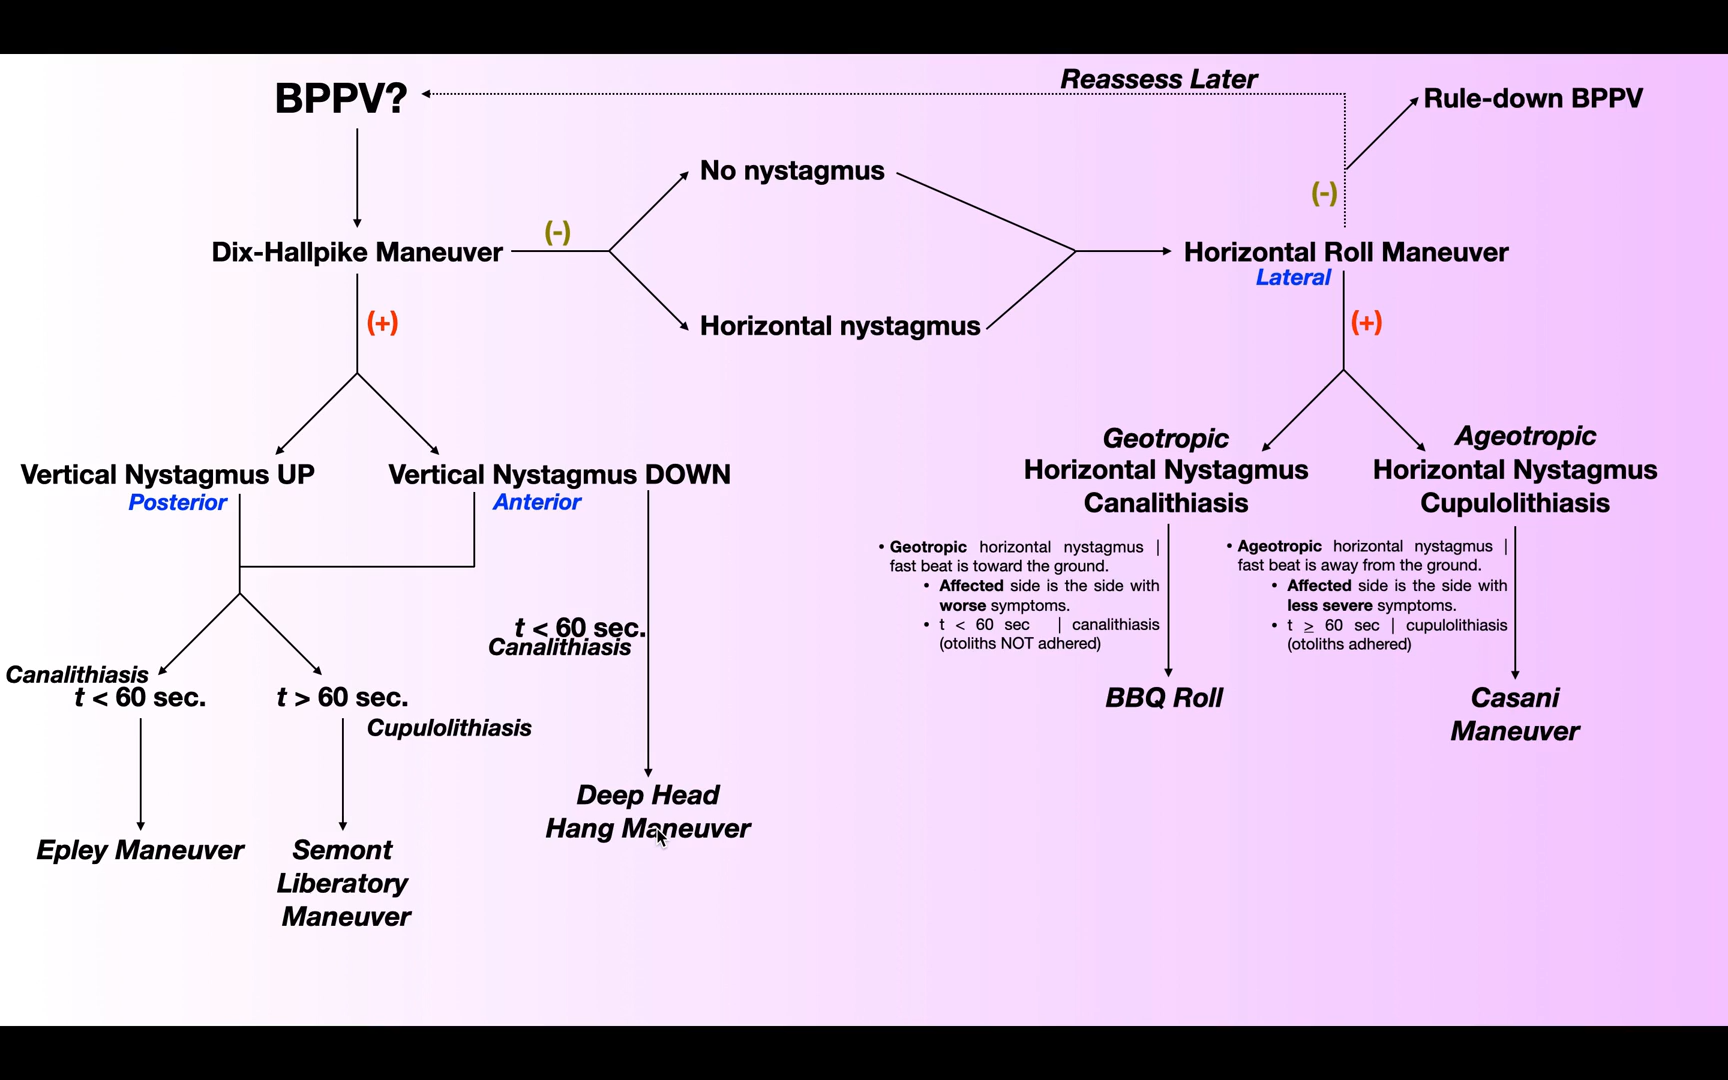 BPPV?
Reassess Later
Rule-down BPPV
No nystagmus
(-)
(-)
Dix-Hallpike Maneuver
Horizontal Roll Maneuver
Lateral
Horizontal nystagmus
(+)
(+)
Vertical Nystagmus UP
Posterior
Vertical Nystagmus DOWN
Anterior
Geotropic
Horizontal Nystagmus
Canalithiasis
Ageotropic
Horizontal Nystagmus
Cupulolithiasis
• Geotropic horizontal nystagmus |
fast beat is toward the ground.
• Affected side is the side with
worse symptoms.
• t < 60 sec | canalithiasis
(otoliths NOT adhered)
• Ageotropic horizontal nystagmus |
fast beat is away from the ground.
• Affected side is the side with
less severe symptoms.
• t ≥ 60 sec | cupulolithiasis
(otoliths adhered)
t < 60 sec.
Canalithiasis
Canalithiasis
t < 60 sec.
t > 60 sec.
Cupulolithiasis
BBQ Roll
Casani
Maneuver
Deep Head
Hang Maneuver
Epley Maneuver
Semont
Liberatory
Maneuver